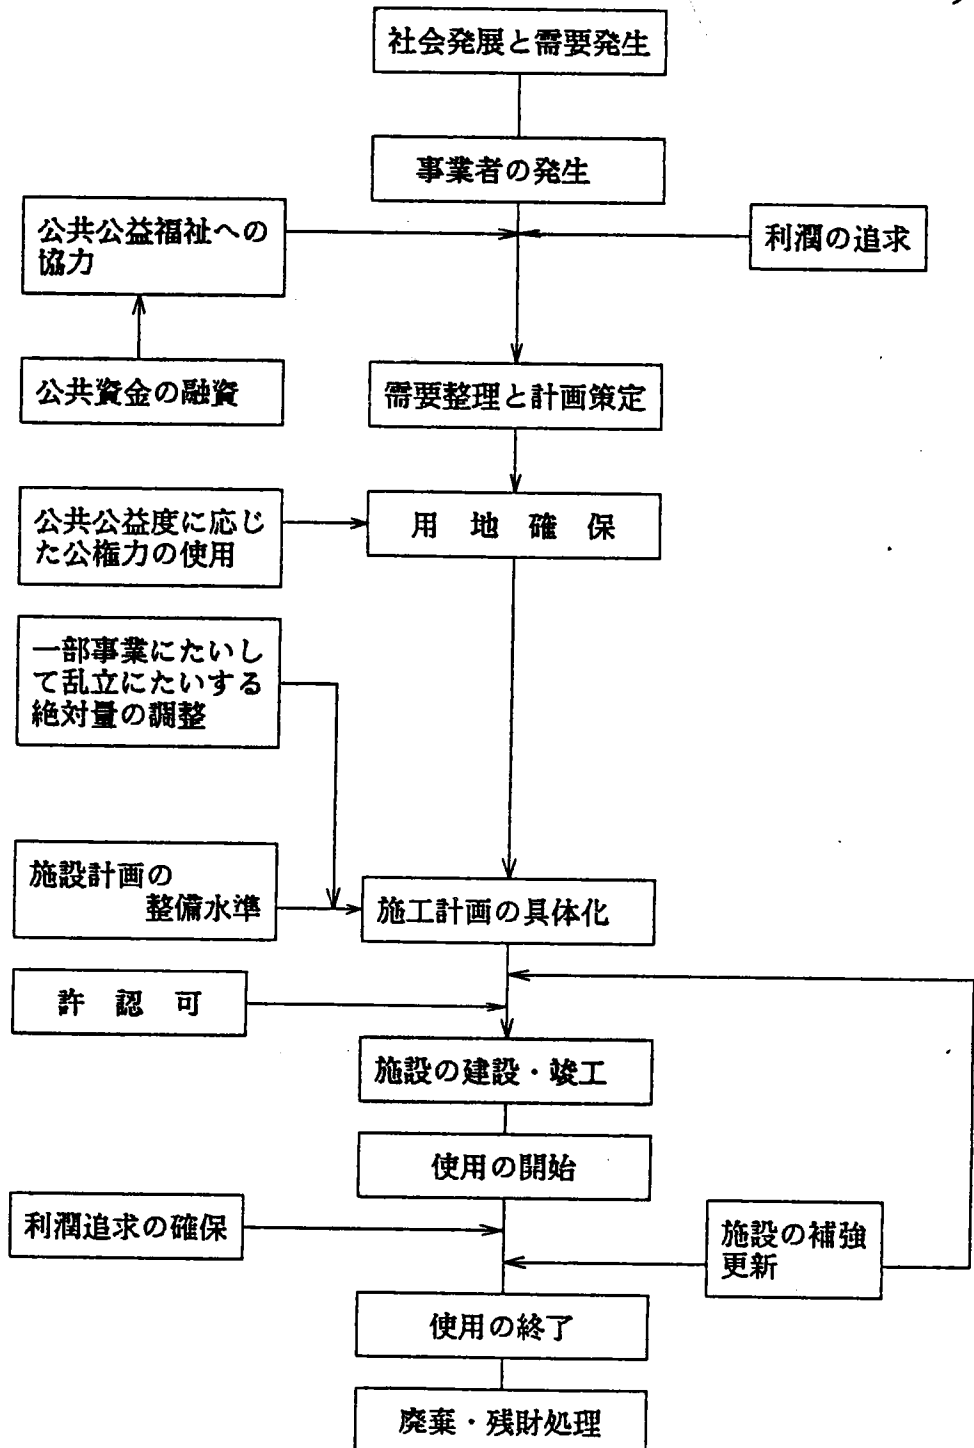 社会発展と需要発生
事業者の発生
公共公益福祉への
協力
利潤の追求
公共資金の融資
需要整理と計画策定
公共公益度に応じ
た公権力の使用
用地確保
一部事業にたいし
て乱立にたいする
絶対量の調整
施設計画の
整備水準
施工計画の具体化
許認可
施設の建設・竣工
使用の開始
利潤追求の確保
施設の補強
更新
使用の終了
廃棄・残財処理